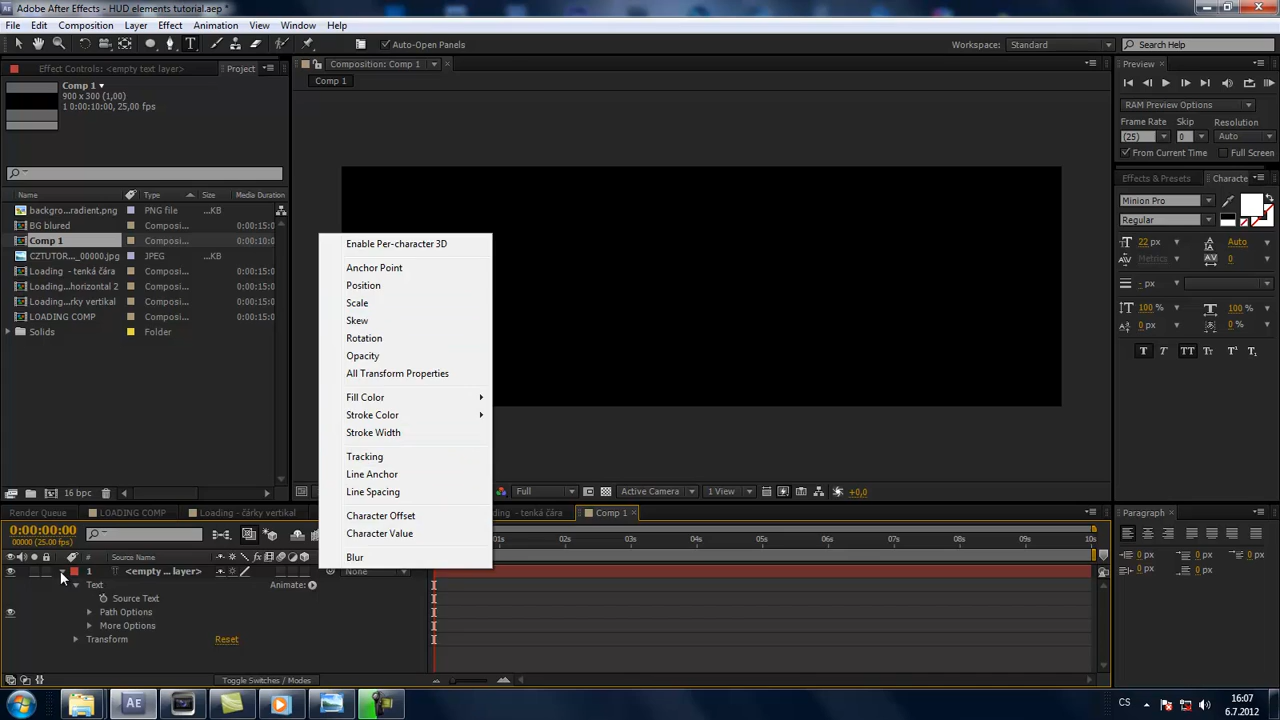 Adobe After Effects - HUD elements tutorial.aep *
File Edit Composition Layer Effect Animation View Window Help
Auto-Open Panels
Workspace: Standard
Search Help
Effect Controls: <empty text layer>
Project
Composition: Comp 1
Preview
Comp 1
900 x 300 (1,00)
1 0:00:10:00, 25,00 fps
Comp 1
RAM Preview Options
Frame Rate Skip Resolution
(25) 0 Auto
From Current Time Full Screen
Effects & Presets Characte
Minion Pro
Regular
22 px Auto
Metrics 0
- px
100 % 100 %
0 px 0 %
T T TT Tr T¹ T₁
Name Type Size Media Duration
backgro...radient.png PNG file ...KB
BG blured Composi... 0:00:15:0
Comp 1 Composi... 0:00:10:0
CZTUTOR..._00000.jpg JPEG ...KB
Loading - tenká čára Composi... 0:00:15:0
Loading...horizontal 2 Composi... 0:00:15:0
Loading...rky vertikal Composi... 0:00:15:0
LOADING COMP Composi... 0:00:15:0
Solids Folder
16 bpc
Enable Per-character 3D
Anchor Point
Position
Scale
Skew
Rotation
Opacity
All Transform Properties
Fill Color
Stroke Color
Stroke Width
Tracking
Line Anchor
Line Spacing
Character Offset
Character Value
Blur
Full Active Camera 1 View +0,0
Render Queue LOADING COMP Loading - čárky vertikal tenká čára Comp 1
Paragraph
0:00:00:00
00000 (25.00 fps)
01s 02s 03s 04s 05s 06s 07s 08s 09s 10s
# Source Name
1 <empty ... layer> None
Text Animate:
Source Text
Path Options
More Options
Transform Reset
0 px 0 px
0 px 0 px
Toggle Switches / Modes
CS 16:07
6.7.2012